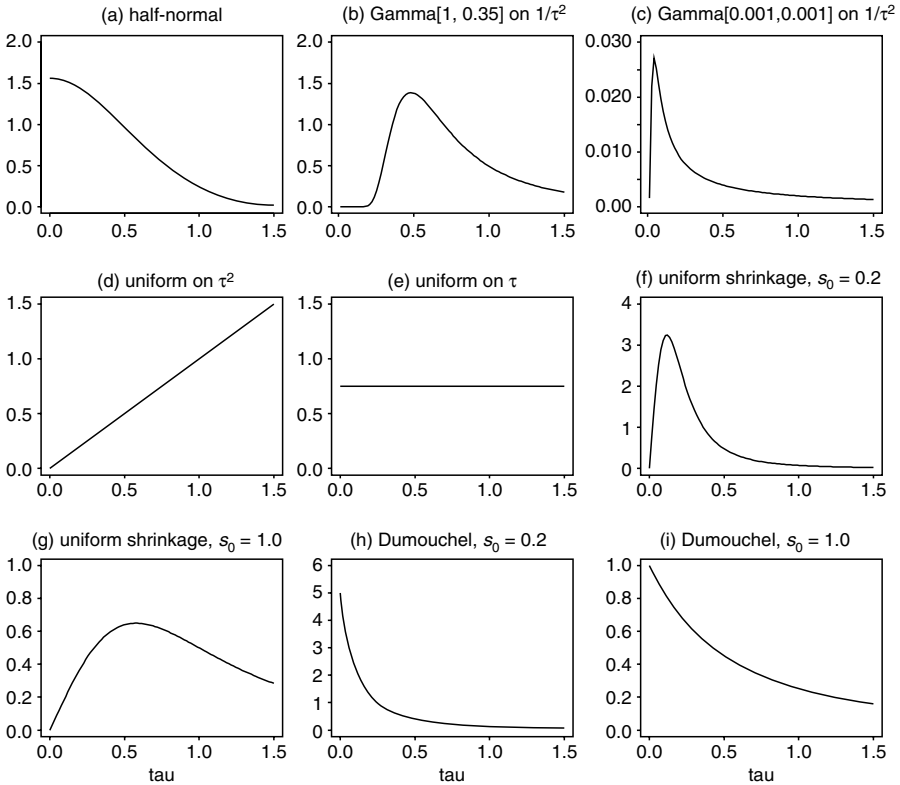 (a) half-normal
(b) Gamma[1, 0.35] on 1/τ²
(c) Gamma[0.001,0.001] on 1/τ²
2.0
1.5
1.0
0.5
0.0
0.0 0.5 1.0 1.5
2.0
1.5
1.0
0.5
0.0
0.0 0.5 1.0 1.5
0.030
0.020
0.010
0.00
0.0 0.5 1.0 1.5
(d) uniform on τ²
(e) uniform on τ
(f) uniform shrinkage, s₀ = 0.2
1.5
1.0
0.5
0.0
0.0 0.5 1.0 1.5
1.5
1.0
0.5
0.0
0.0 0.5 1.0 1.5
4
3
2
1
0
0.0 0.5 1.0 1.5
(g) uniform shrinkage, s₀ = 1.0
(h) Dumouchel, s₀ = 0.2
(i) Dumouchel, s₀ = 1.0
1.0
0.8
0.6
0.4
0.2
0.0
0.0 0.5 1.0 1.5
tau
6
5
4
3
2
1
0
0.0 0.5 1.0 1.5
tau
1.0
0.8
0.6
0.4
0.2
0.0
0.0 0.5 1.0 1.5
tau